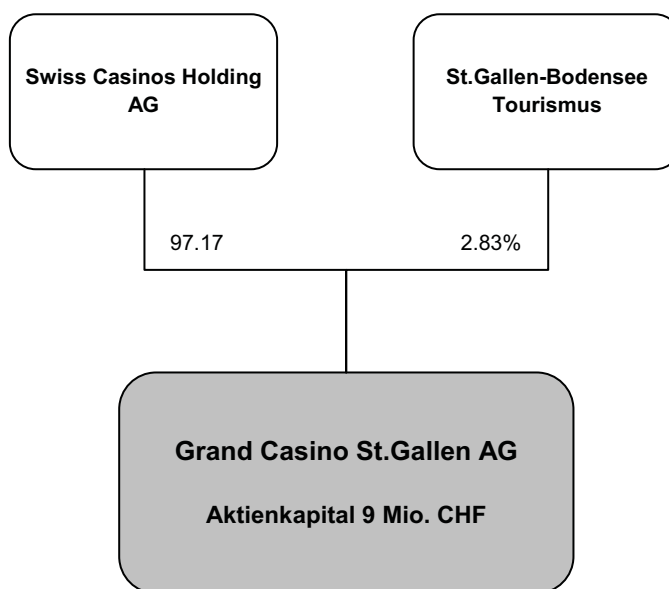 Swiss Casinos Holding
AG
St.Gallen-Bodensee
Tourismus
97.17
2.83%
Grand Casino St.Gallen AG
Aktienkapital 9 Mio. CHF